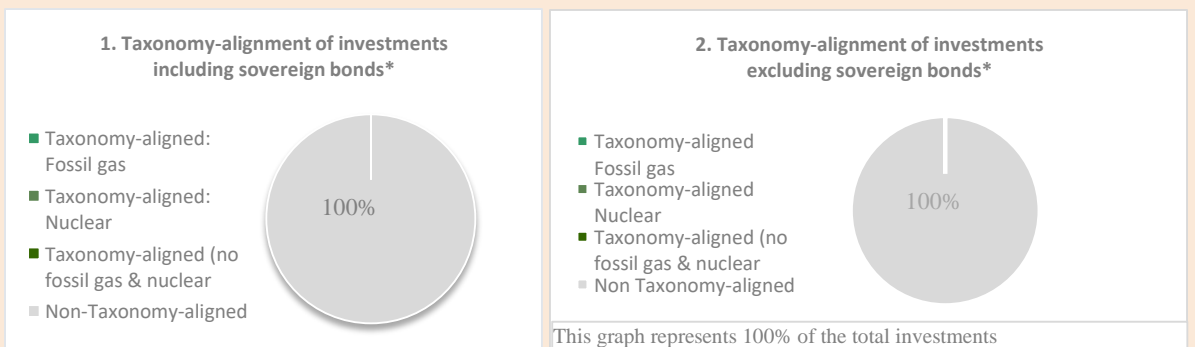 1. Taxonomy-alignment of investments
including sovereign bonds*
Taxonomy-aligned:
Fossil gas
Taxonomy-aligned:
Nuclear
Taxonomy-aligned (no
fossil gas & nuclear
Non-Taxonomy-aligned
100%
2. Taxonomy-alignment of investments
excluding sovereign bonds*
Taxonomy-aligned
Fossil gas
Taxonomy-aligned
Nuclear
Taxonomy-aligned (no
fossil gas & nuclear
Non Taxonomy-aligned
100%
This graph represents 100% of the total investments